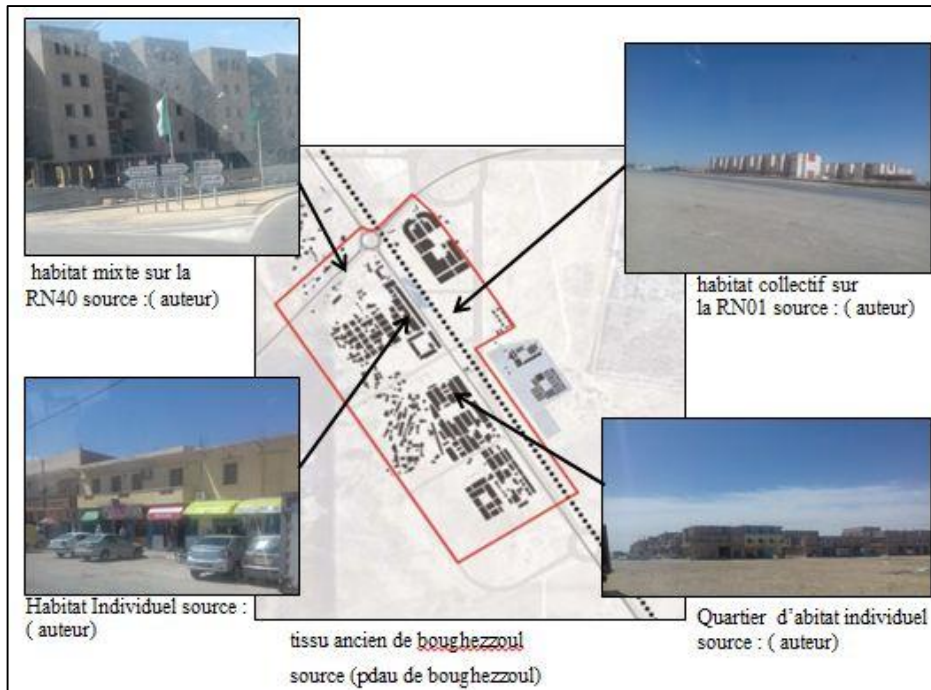 habitat mixte sur la
RN40 source :( auteur)
habitat collectif sur
la RN01 source : ( auteur)
Habitat Individuel source :
( auteur)
Quartier d’abitat individuel
source : ( auteur)
tissu ancien de boughezzoul
source (pdau de boughezzoul)